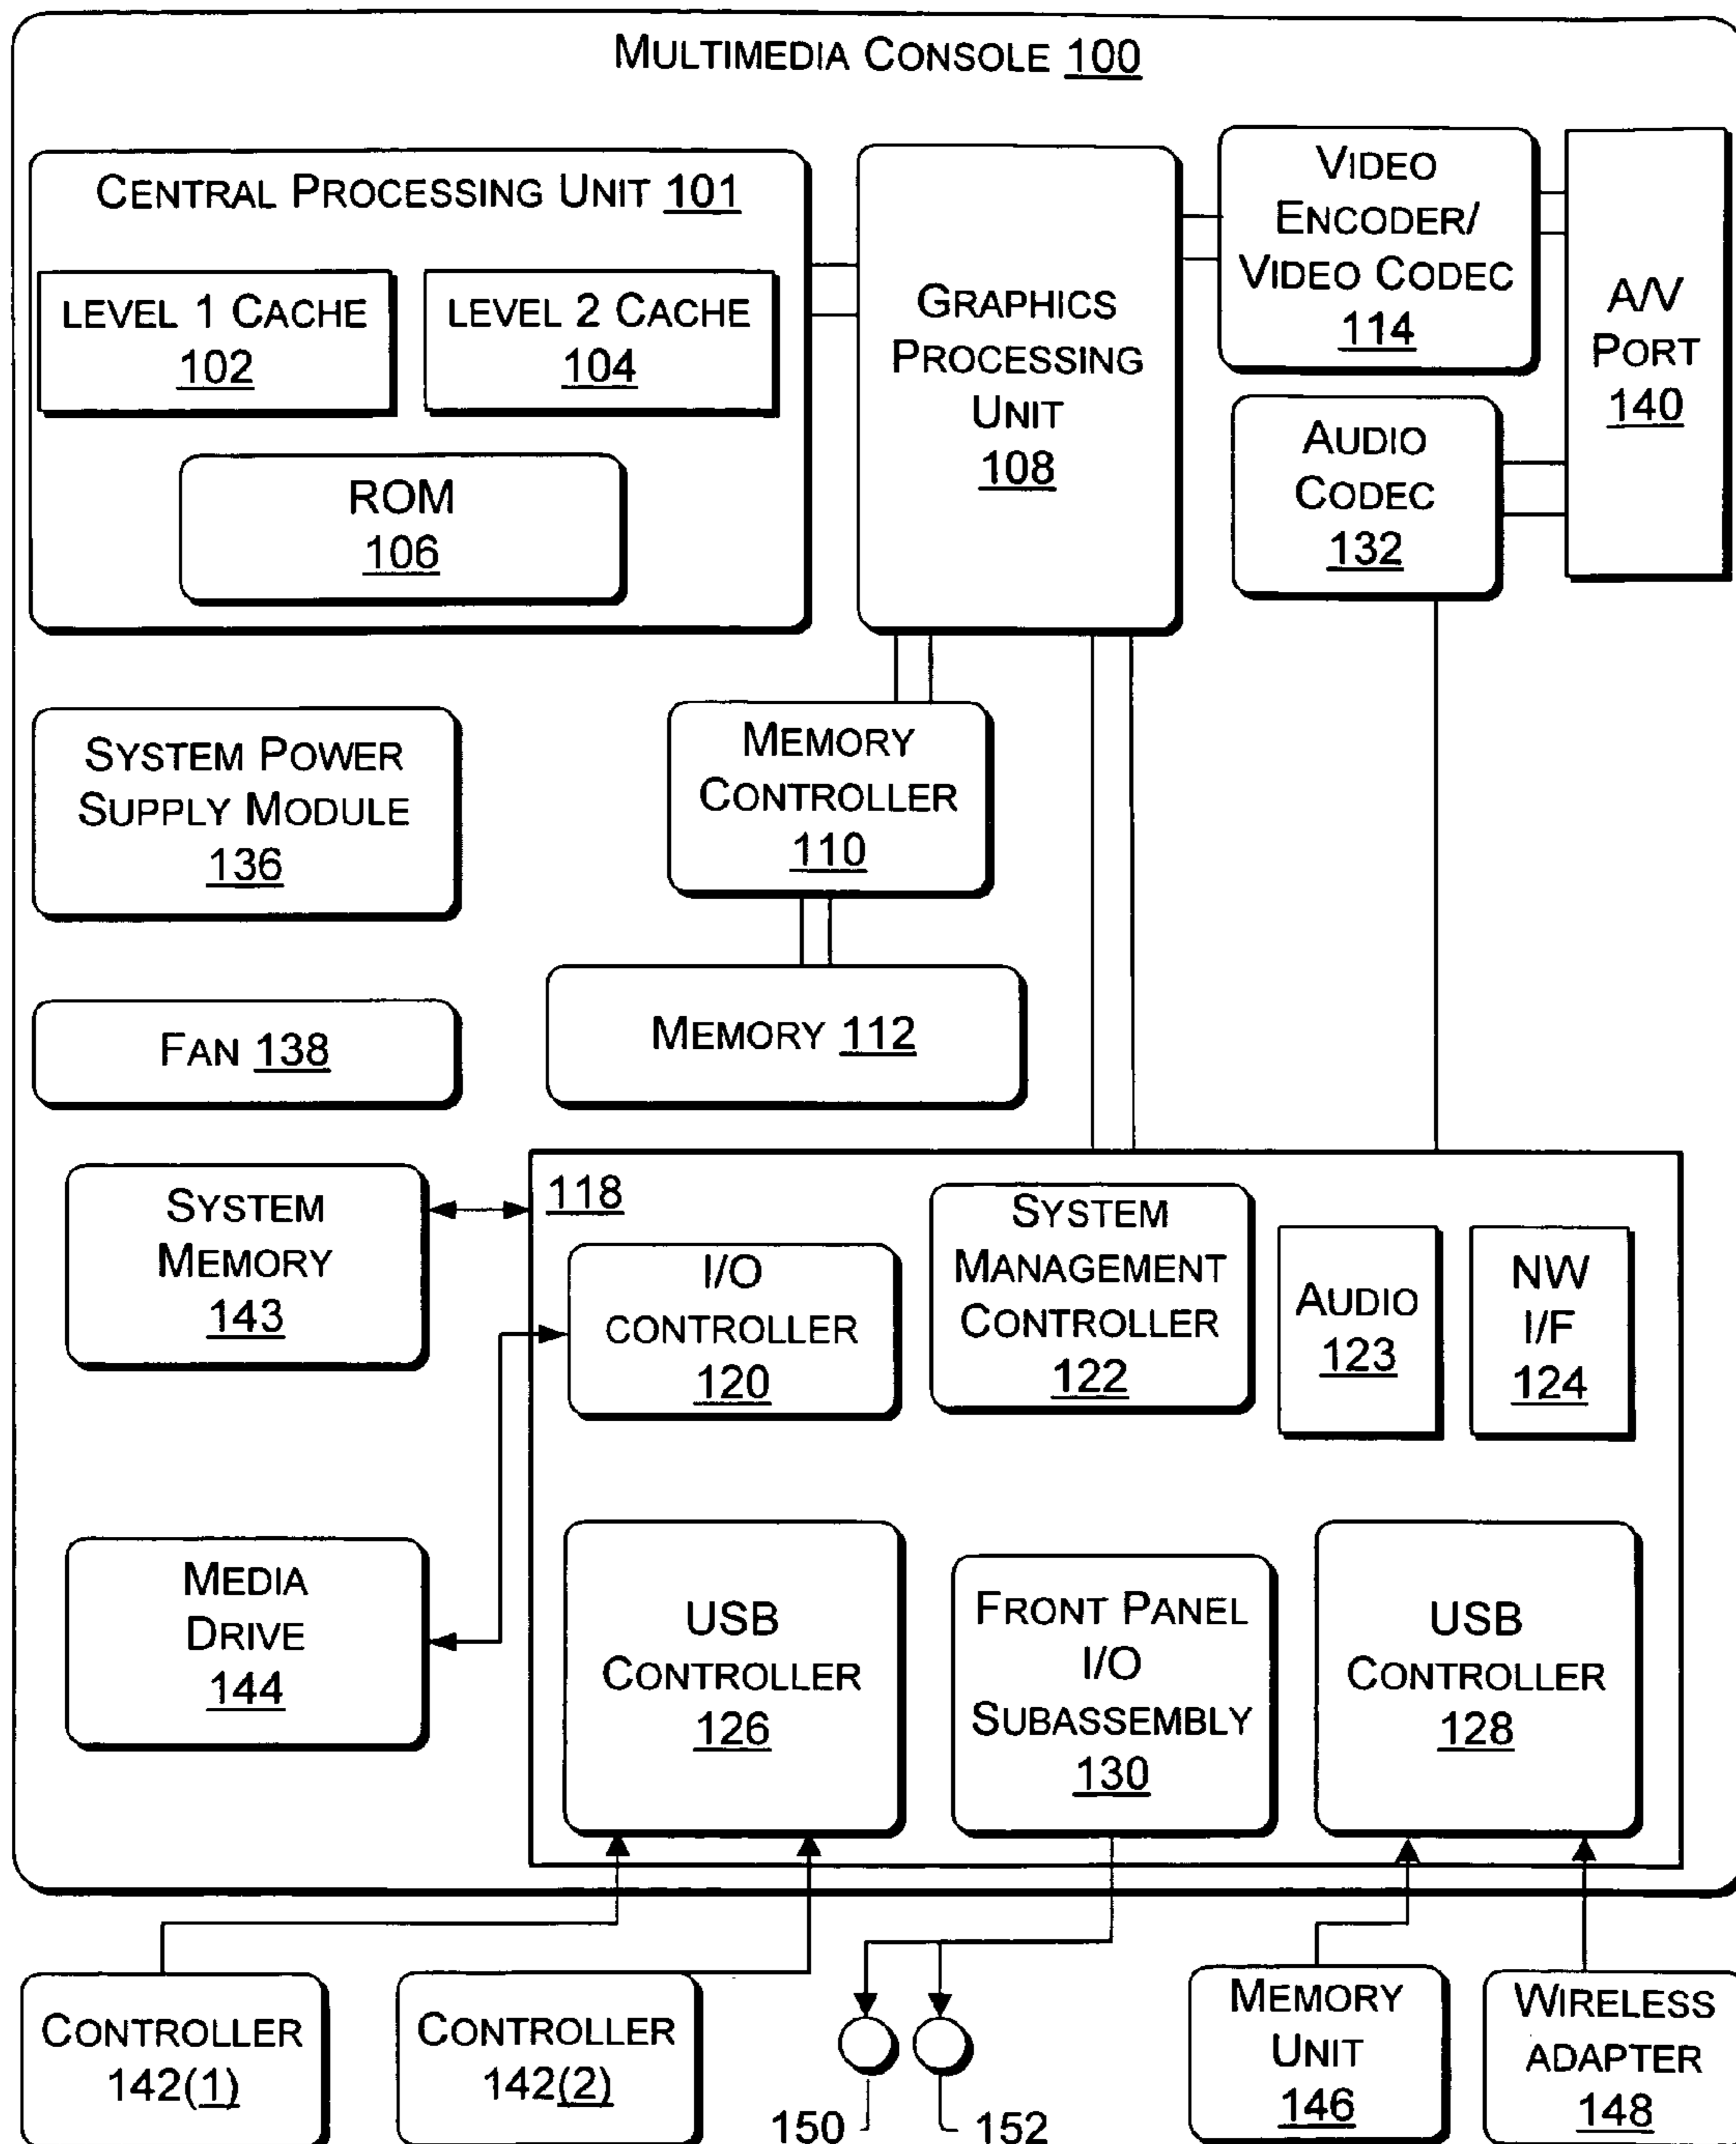 MULTIMEDIA CONSOLE 100
CENTRAL PROCESSING UNIT 101
LEVEL 1 CACHE
102
LEVEL 2 CACHE
104
ROM
106
GRAPHICS
PROCESSING
UNIT
108
VIDEO
ENCODER/
VIDEO CODEC
114
A/V
PORT
140
AUDIO
CODEC
132
SYSTEM POWER
SUPPLY MODULE
136
MEMORY
CONTROLLER
110
FAN 138
MEMORY 112
SYSTEM
MEMORY
143
118
I/O
CONTROLLER
120
SYSTEM
MANAGEMENT
CONTROLLER
122
AUDIO
123
NW
I/F
124
MEDIA
DRIVE
144
USB
CONTROLLER
126
FRONT PANEL
I/O
SUBASSEMBLY
130
USB
CONTROLLER
128
CONTROLLER
142(1)
CONTROLLER
142(2)
150
152
MEMORY
UNIT
146
WIRELESS
ADAPTER
148